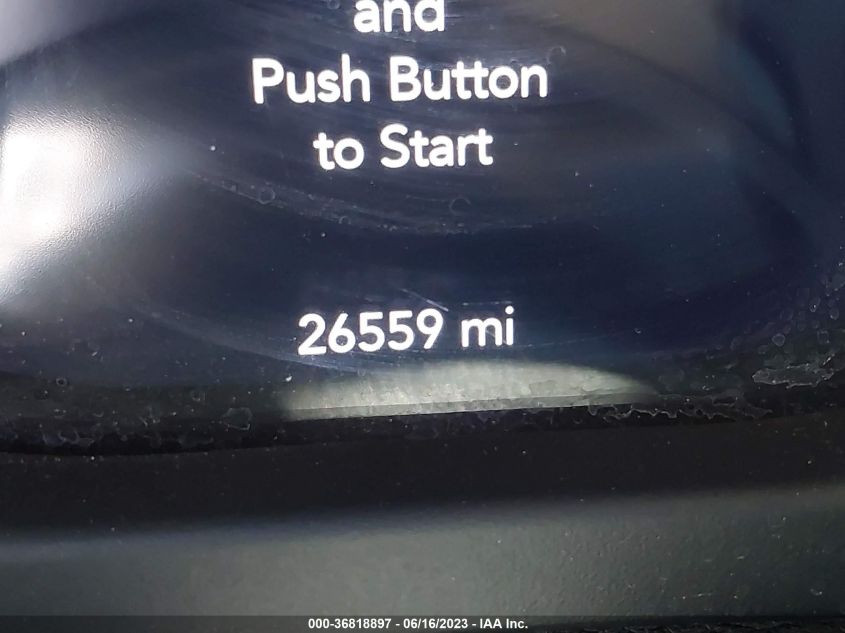 and
Push Button
to Start
26559 mi
000-36818897 - 06/16/2023 - IAA Inc.